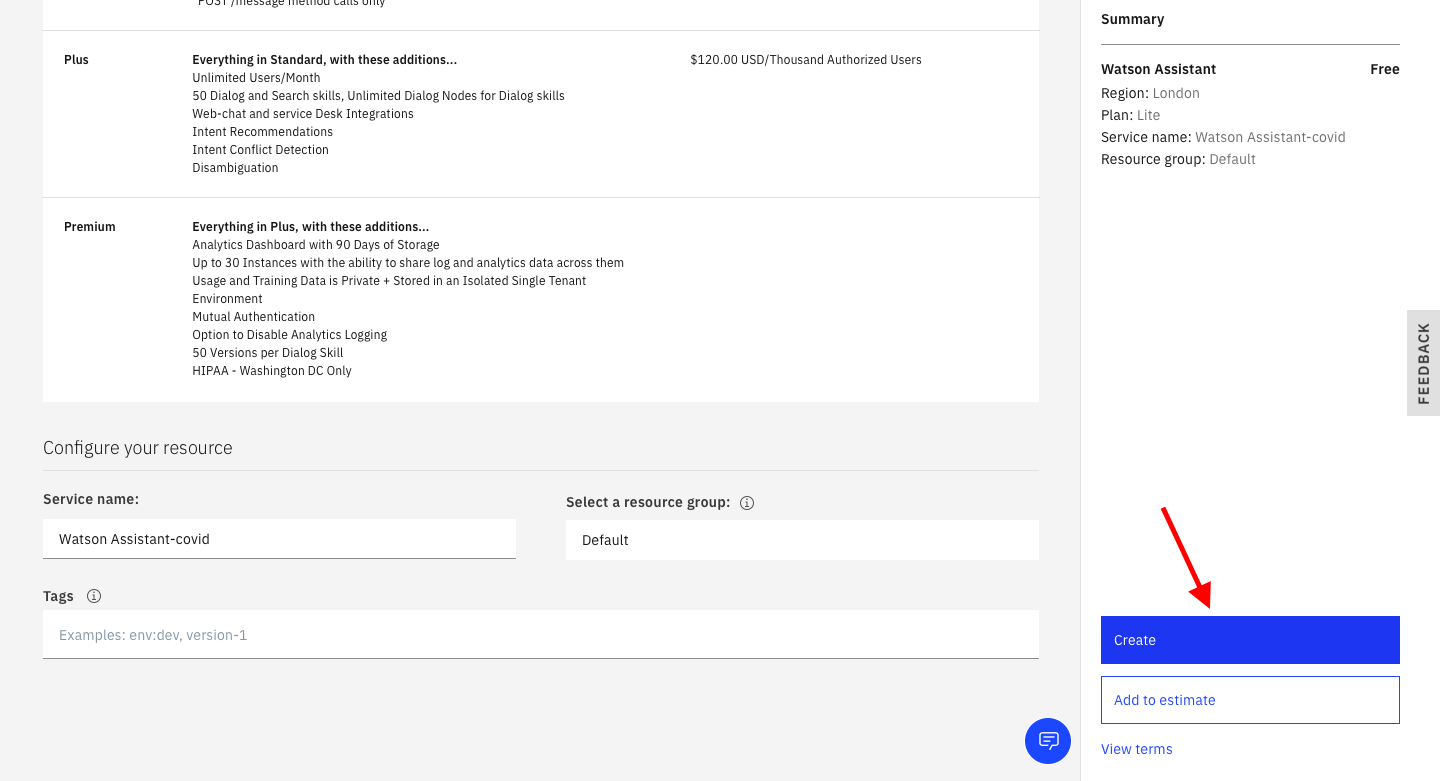 *POST /message method calls only
Plus
Everything in Standard, with these additions...
$120.00 USD/Thousand Authorized Users
Unlimited Users/Month
50 Dialog and Search skills, Unlimited Dialog Nodes for Dialog skills
Web-chat and service Desk Integrations
Intent Recommendations
Intent Conflict Detection
Disambiguation
Premium
Everything in Plus, with these additions...
Analytics Dashboard with 90 Days of Storage
Up to 30 Instances with the ability to share log and analytics data across them
Usage and Training Data is Private + Stored in an Isolated Single Tenant
Environment
Mutual Authentication
Option to Disable Analytics Logging
50 Versions per Dialog Skill
HIPAA - Washington DC Only
Configure your resource
Service name:
Watson Assistant-covid
Select a resource group:
Default
Tags
Examples: env:dev, version-1
Summary
Watson Assistant
Free
Region: London
Plan: Lite
Service name: Watson Assistant-covid
Resource group: Default
FEEDBACK
Create
Add to estimate
View terms